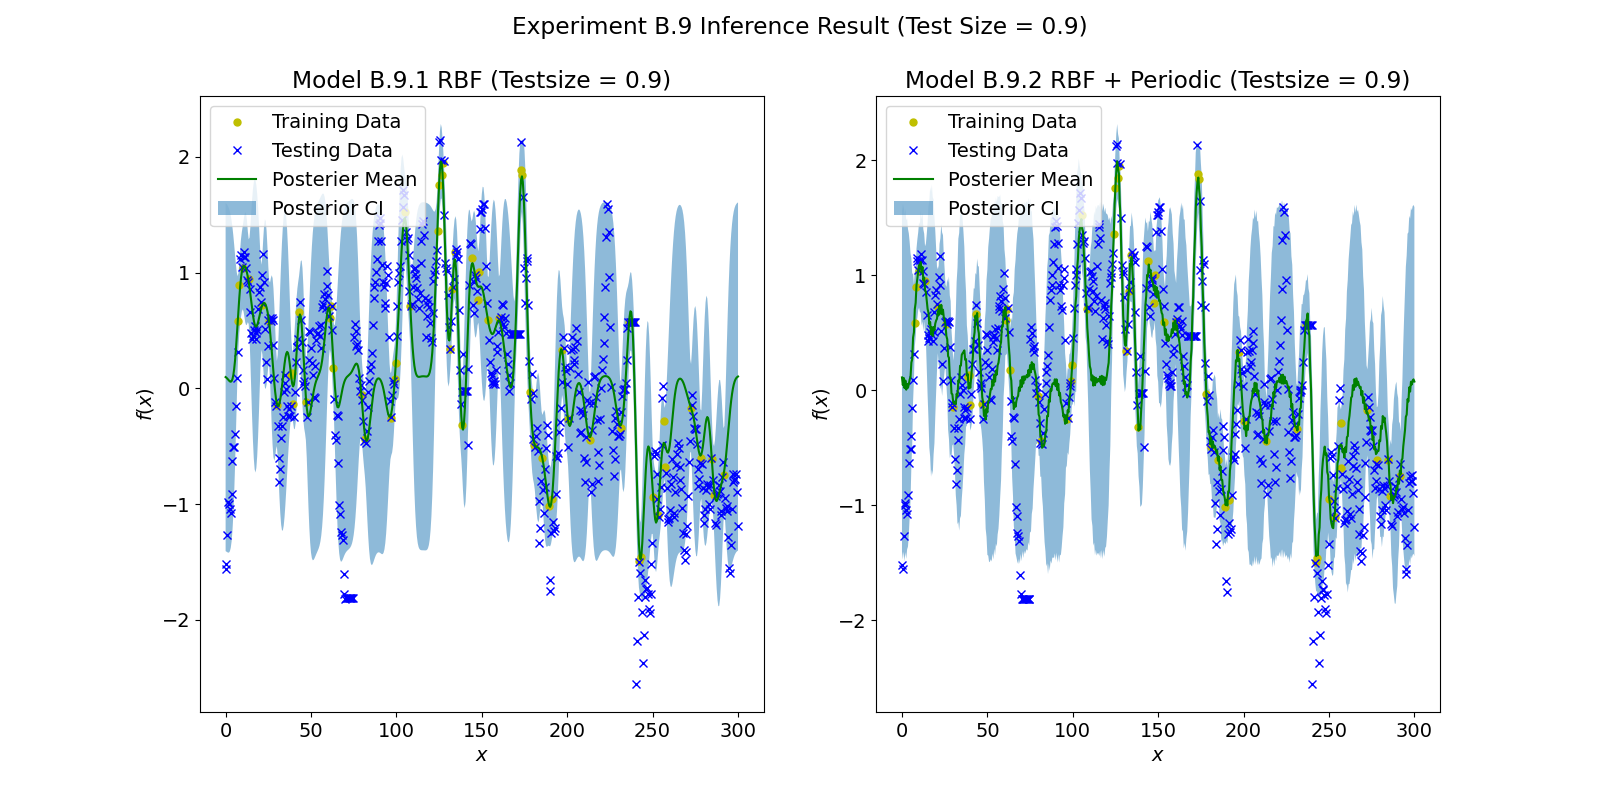 Experiment B.9 Inference Result (Test Size = 0.9)
Model B.9.1 RBF (Testsize = 0.9)
Training Data
Testing Data
Posterier Mean
Posterior CI
2
1
0
−1
−2
f(x)
0 50 100 150 200 250 300
x
Model B.9.2 RBF + Periodic (Testsize = 0.9)
Training Data
Testing Data
Posterier Mean
Posterior CI
2
1
0
−1
−2
f(x)
0 50 100 150 200 250 300
x